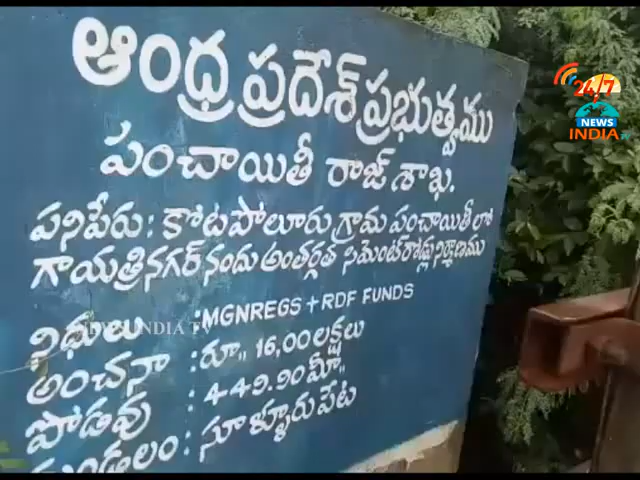 ఆంధ్ర ప్రదేశ్ ప్రభుత్వము
పంచాయితీ రాజ్ శాఖ.
పనిపేరు: కోటపోలూరు గ్రామ పంచాయితీ లో
గాయత్రినగర్ నందు అంతర్గత సిమెంట్ రోడ్లు నిర్మాణము
నిధులు :MGNREGS + RDF FUNDS
అంచనా : రూ,, 16,00 లక్షలు
పొడవు : 449.90 మీ,,
మండలం: సూళ్ళూరు పేట
24/7
NEWS
INDIA